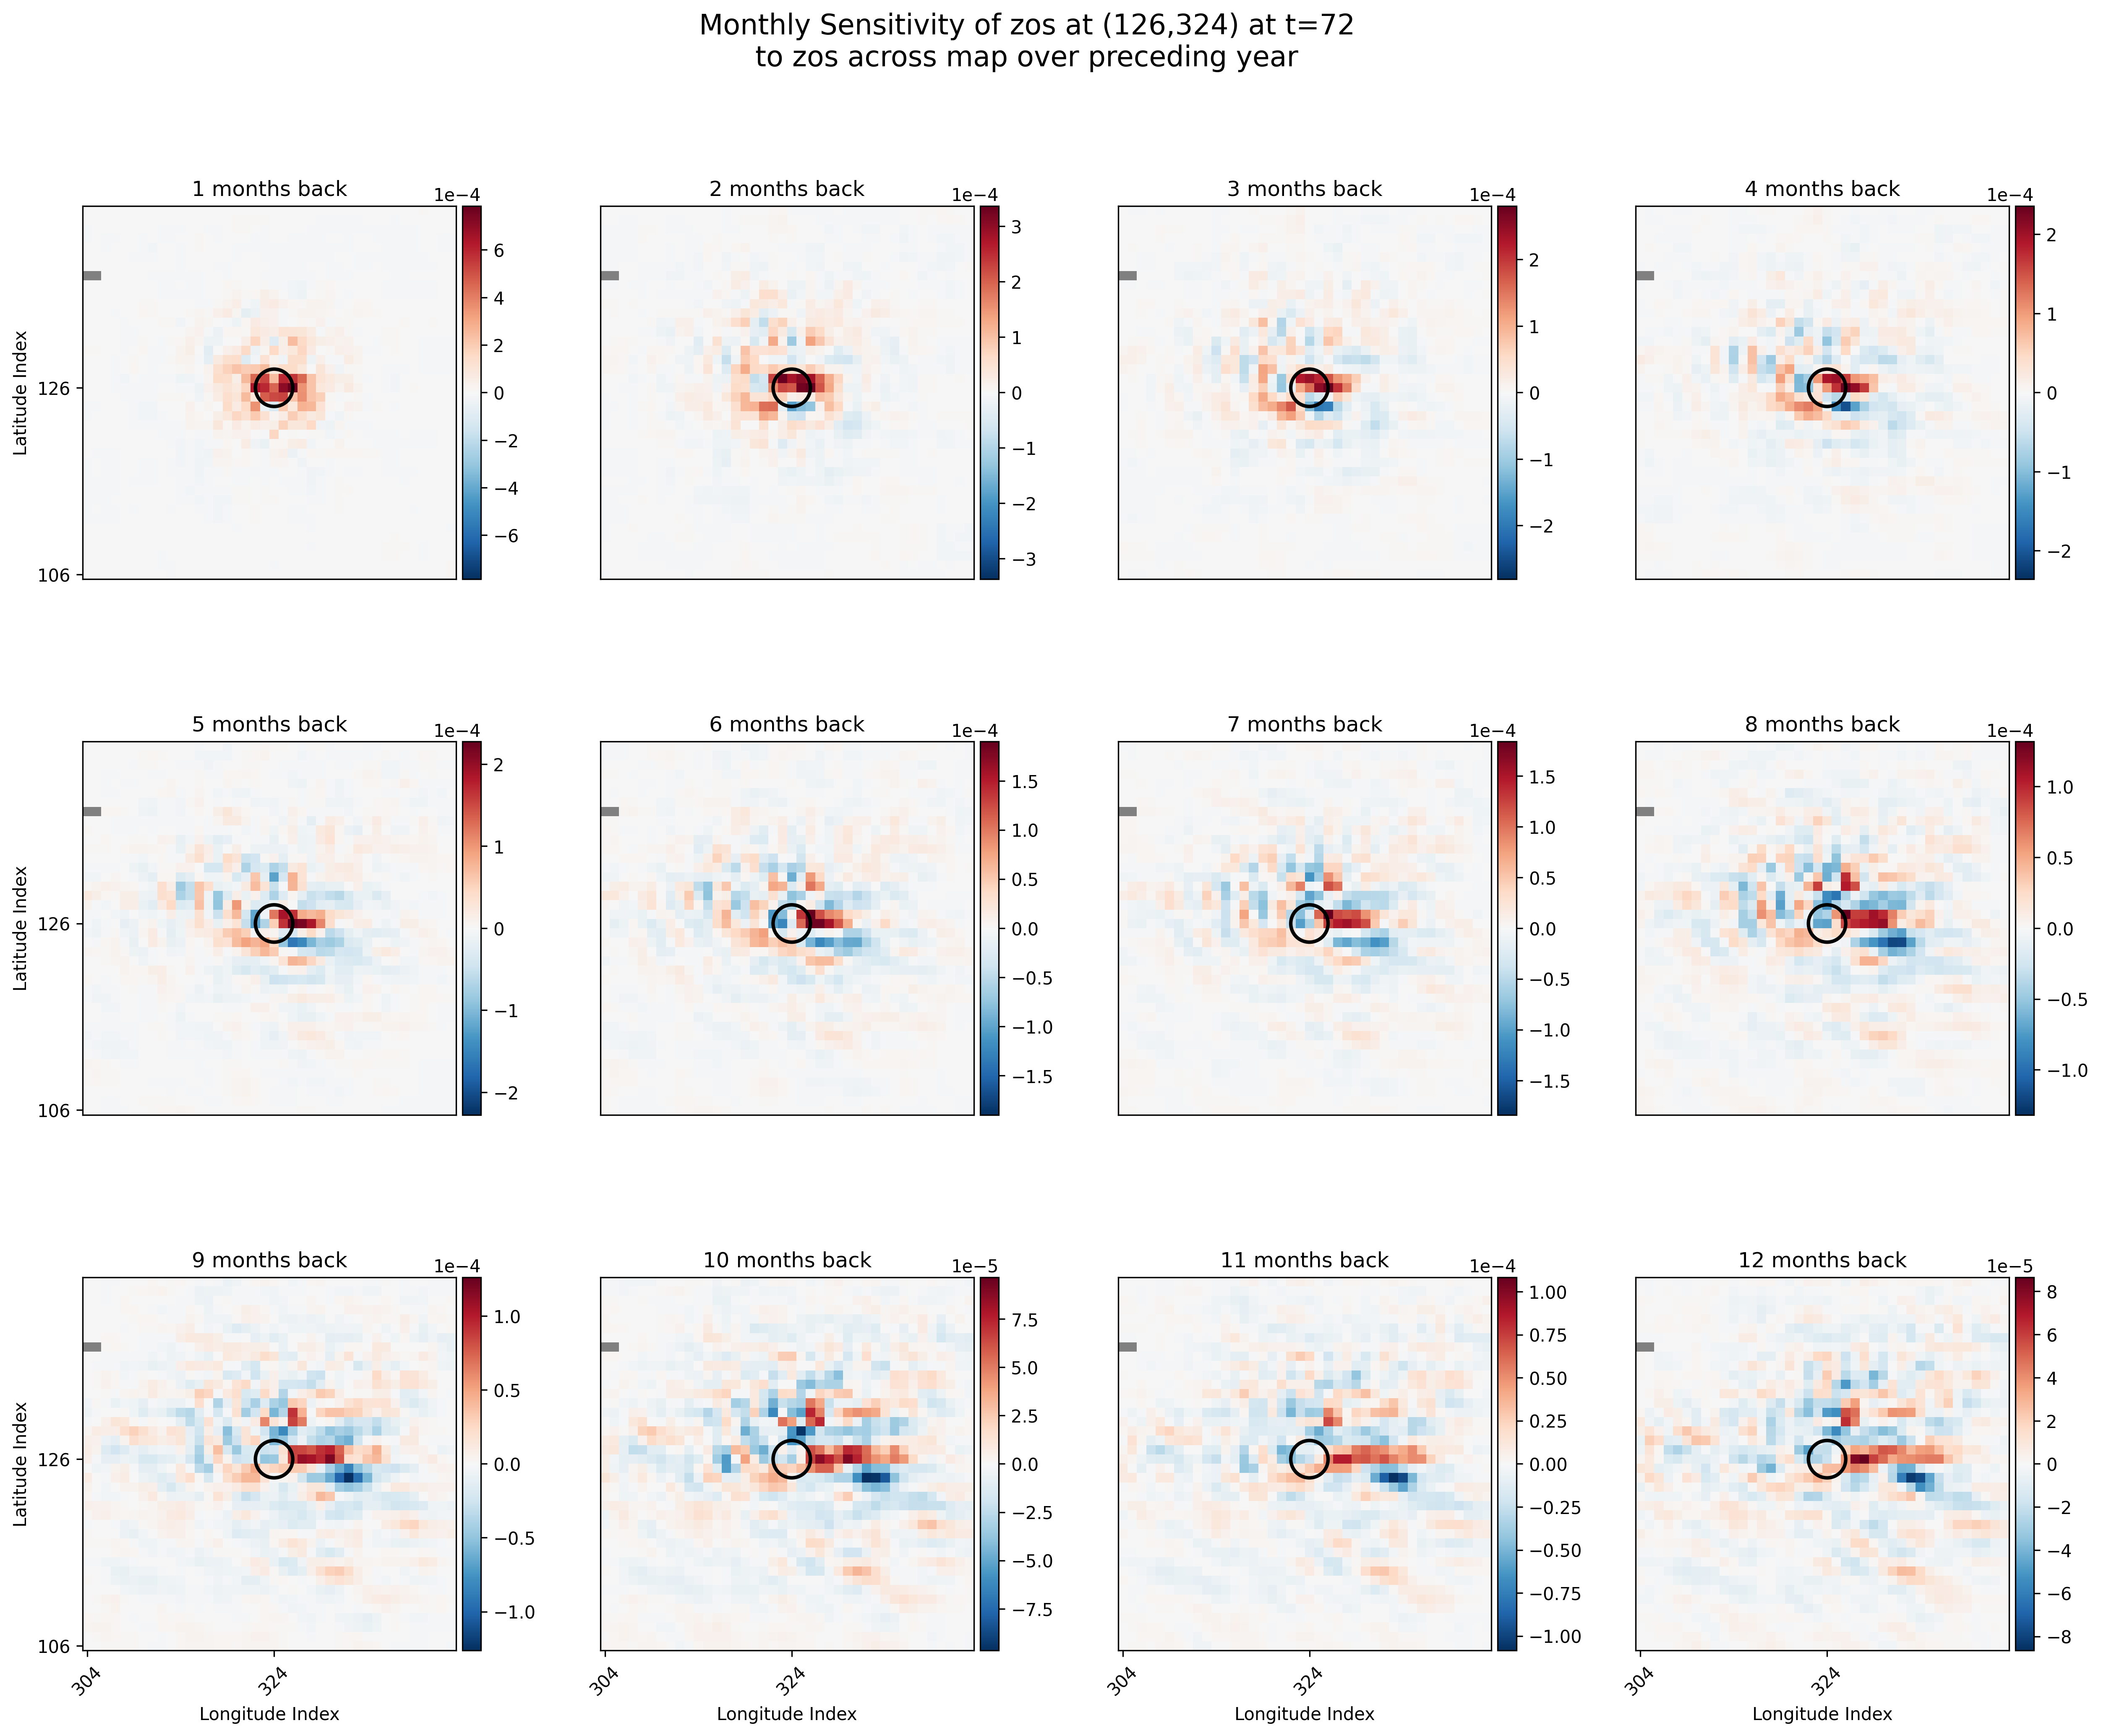 Monthly Sensitivity of zos at (126,324) at t=72
to zos across map over preceding year
1 months back
1e−4
2 months back
1e−4
3 months back
1e−4
4 months back
1e−4
Latitude Index
126
106
6
4
2
0
−2
−4
−6
3
2
1
0
−1
−2
−3
2
1
0
−1
−2
2
1
0
−1
−2
5 months back
1e−4
6 months back
1e−4
7 months back
1e−4
8 months back
1e−4
Latitude Index
126
106
2
1
0
−1
−2
1.5
1.0
0.5
0.0
−0.5
−1.0
−1.5
1.5
1.0
0.5
0.0
−0.5
−1.0
−1.5
1.0
0.5
0.0
−0.5
−1.0
9 months back
1e−4
10 months back
1e−5
11 months back
1e−4
12 months back
1e−5
Latitude Index
126
106
1.0
0.5
0.0
−0.5
−1.0
7.5
5.0
2.5
0.0
−2.5
−5.0
−7.5
1.00
0.75
0.50
0.25
0.00
−0.25
−0.50
−0.75
−1.00
8
6
4
2
0
−2
−4
−6
−8
304
324
304
324
304
324
304
324
Longitude Index
Longitude Index
Longitude Index
Longitude Index